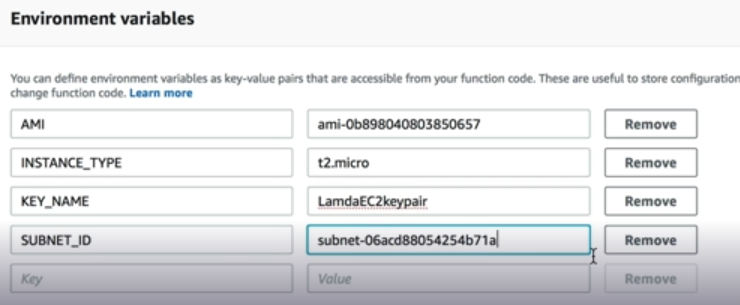 Environment variables
You can define environment variables as key-value pairs that are accessible from your function code. These are useful to store configuration
change function code. Learn more
AMI ami-0b898040803850657 Remove
INSTANCE_TYPE t2.micro Remove
KEY_NAME LamdaEC2keypair Remove
SUBNET_ID subnet-06acd88054254b71a Remove
Key Value Remove